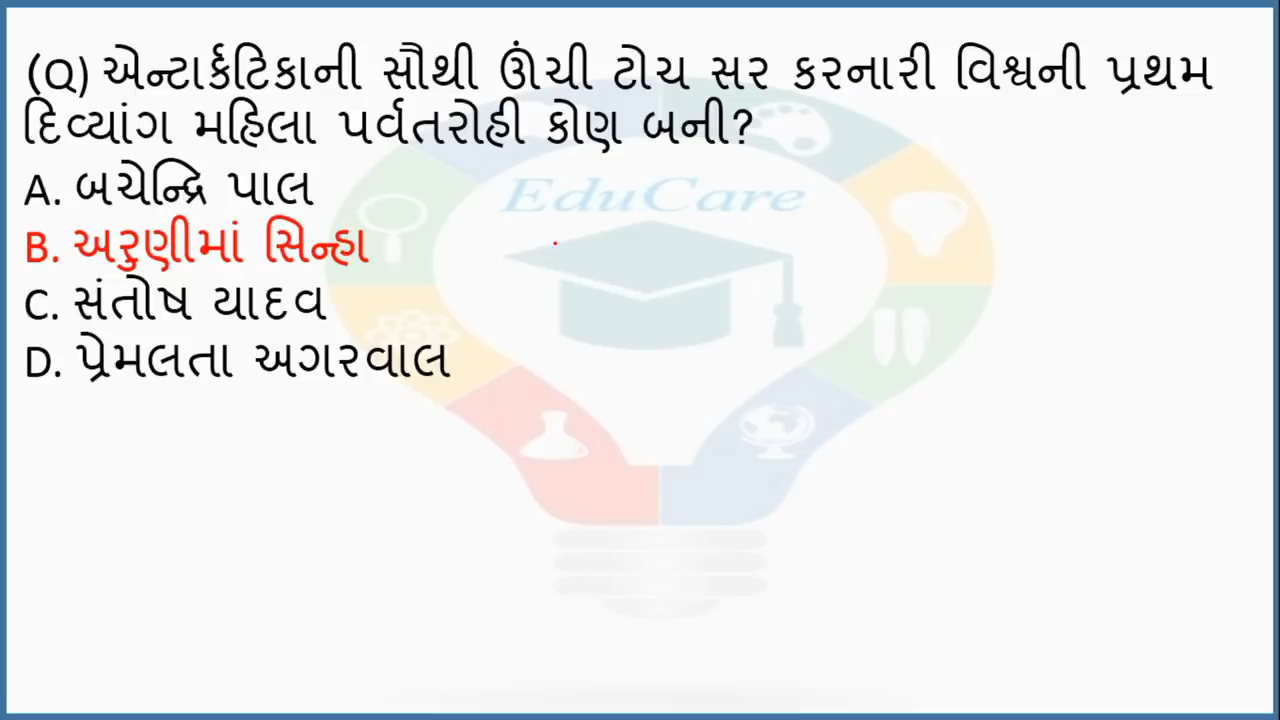 (Q) એન્ટાર્કટિકાની સૌથી ઊંચી ટોચ સર કરનારી વિશ્વની પ્રથમ
દિવ્યાંગ મહિલા પર્વતરોહી કોણ બની?
A. બચેન્દ્રિ પાલ
EduCare
B. અરુણીમાં સિન્હા
C. સંતોષ યાદવ
D. પ્રેમલતા અગરવાલ